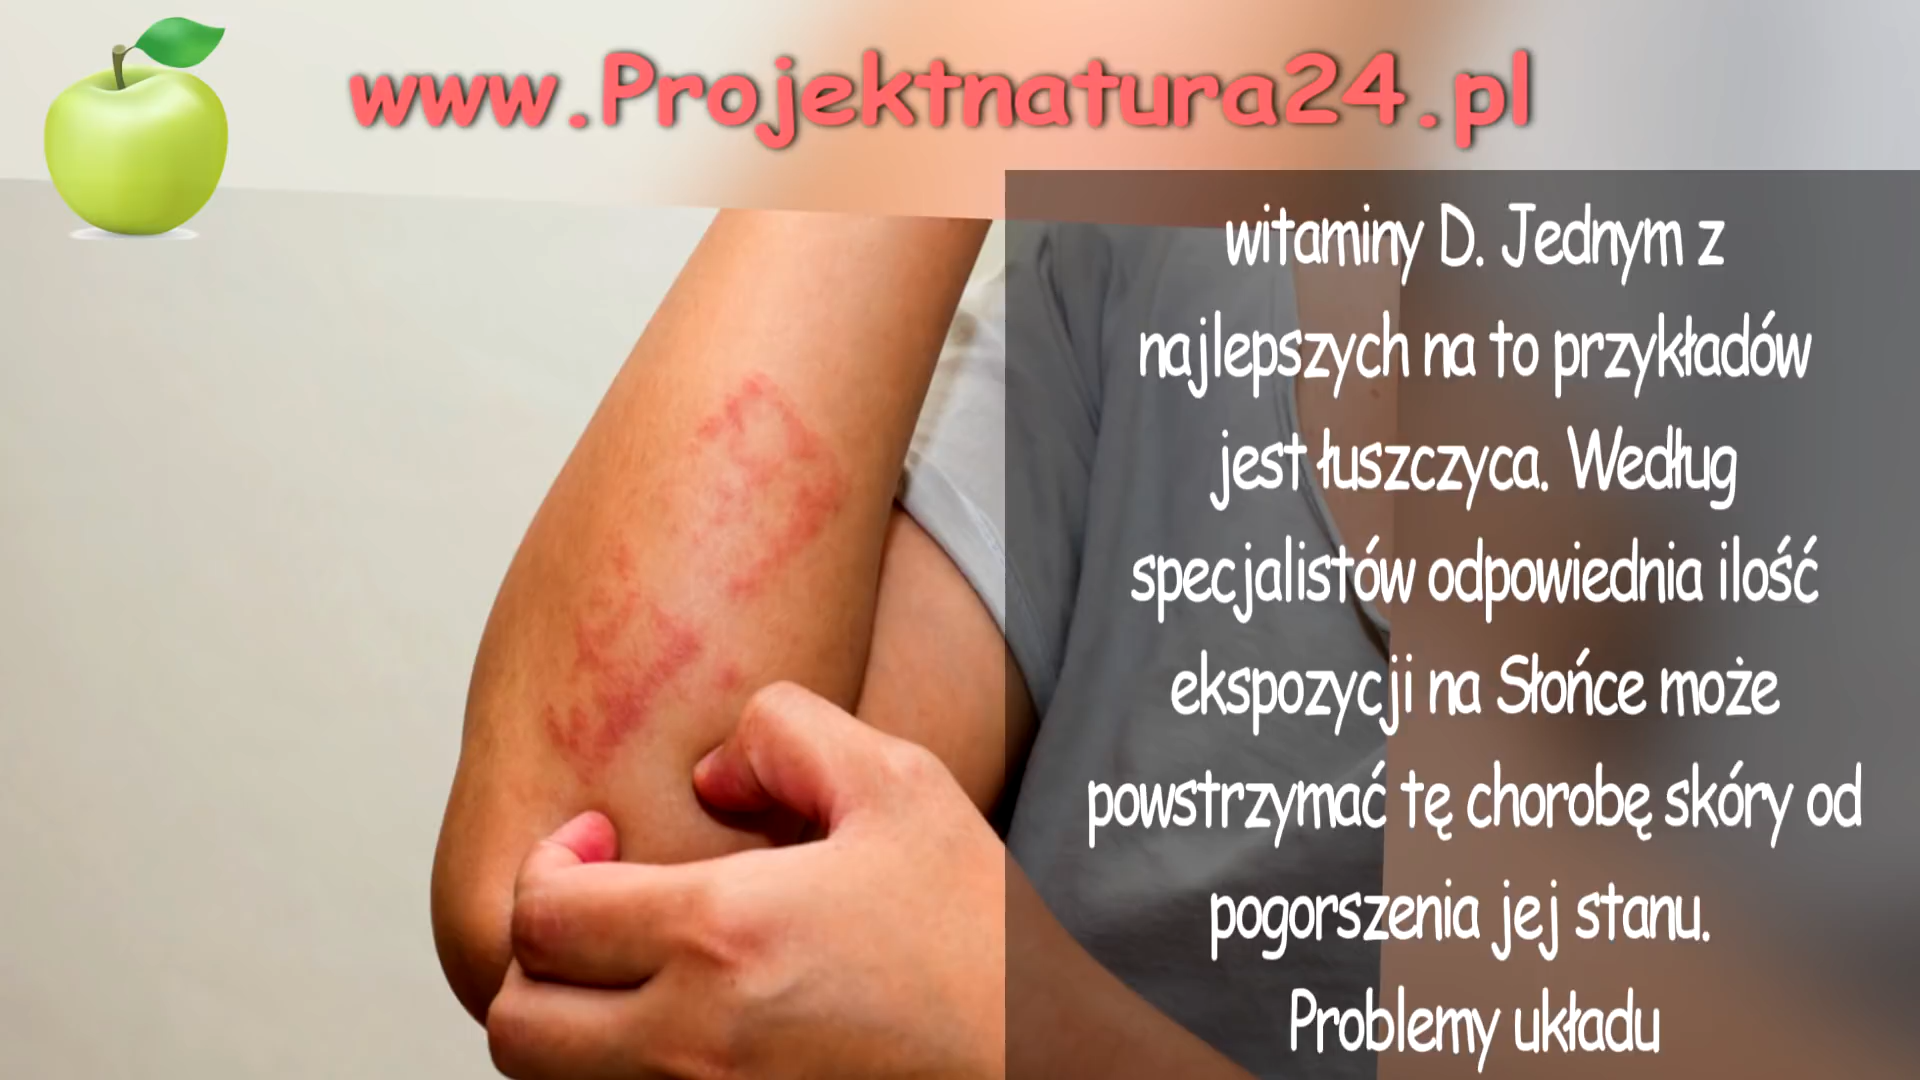 www.Projektnatura24.pl
witaminy D. Jednym z
najlepszych na to przykładów
jest łuszczyca. Według
specjalistów odpowiednia ilość
ekspozycji na Słońce może
powstrzymać tę chorobę skóry od
pogorszenia jej stanu.
Problemy układu